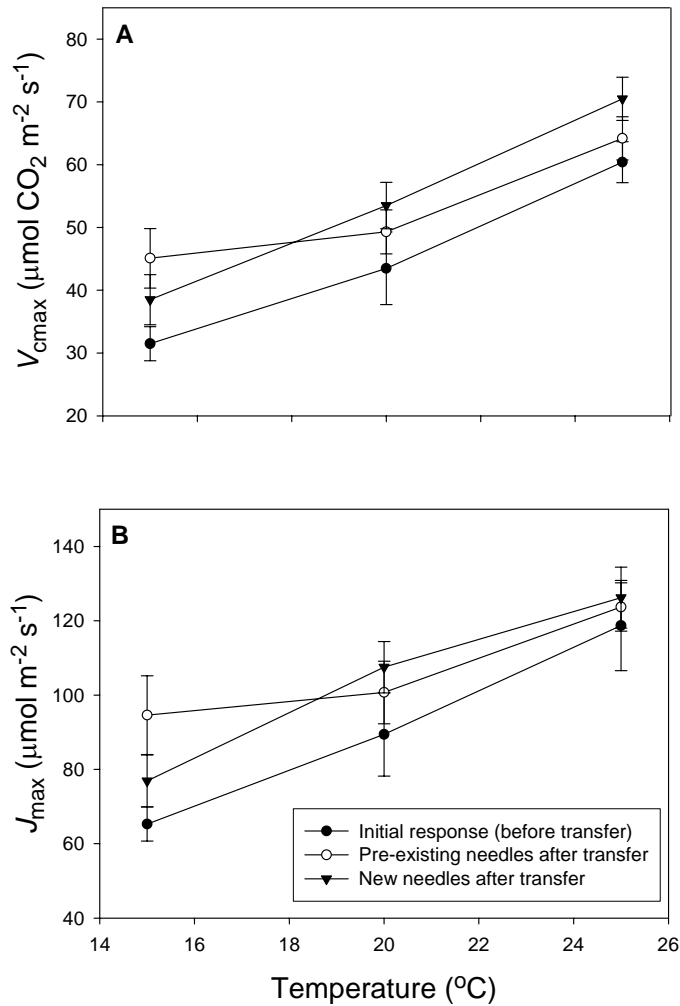 A
80
70
60
50
40
30
20
Vcmax (μmol CO2 m-2 s-1)
B
140
120
100
80
60
40
Jmax (μmol m-2 s-1)
Initial response (before transfer)
Pre-existing needles after transfer
New needles after transfer
14 16 18 20 22 24 26
Temperature (oC)